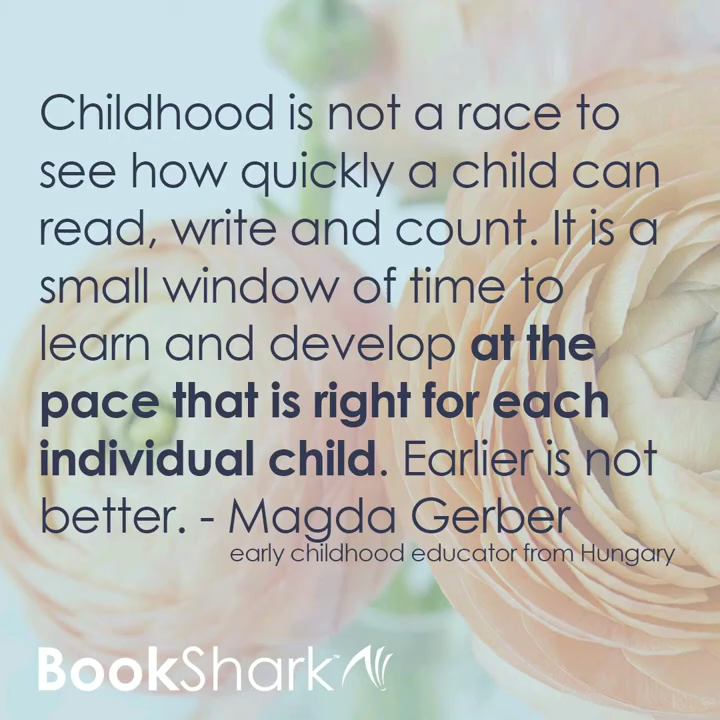 Childhood is not a race to
see how quickly a child can
read, write and count. It is a
small window of time to
learn and develop at the
pace that is right for each
individual child. Earlier is not
better. - Magda Gerber
early childhood educator from Hungary
BookShark™